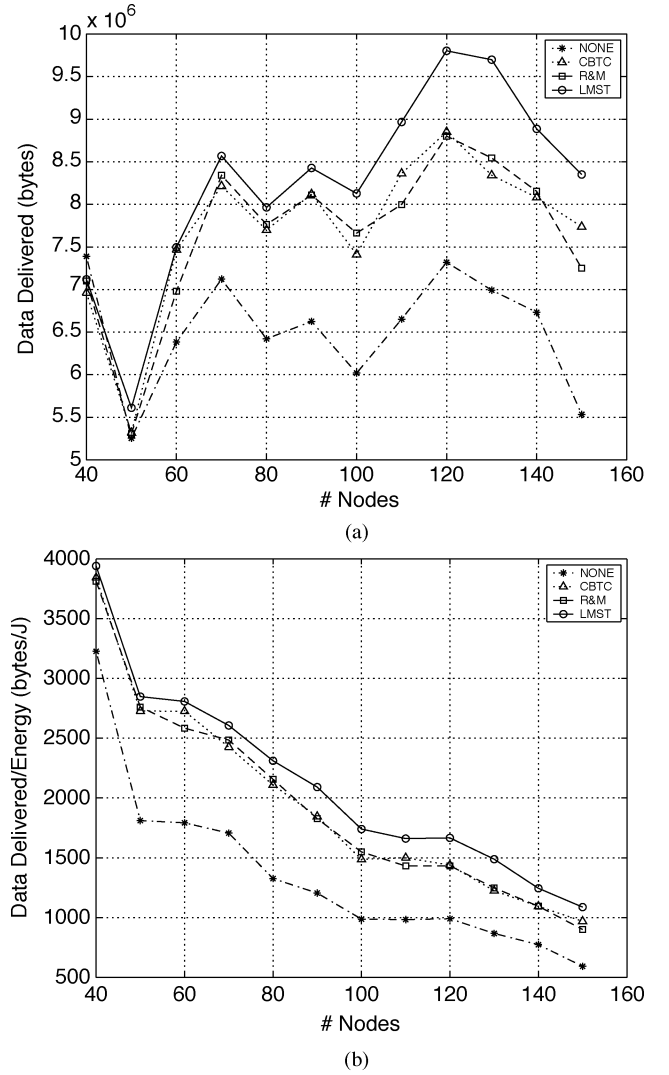 10 x 10^6
9.5
9
8.5
8
7.5
7
6.5
6
5.5
5
Data Delivered (bytes)
NONE
CBTC
R&M
LMST
40 60 80 100 120 140 160
# Nodes
(a)
4000
3500
3000
2500
2000
1500
1000
500
Data Delivered/Energy (bytes/J)
NONE
CBTC
R&M
LMST
40 60 80 100 120 140 160
# Nodes
(b)